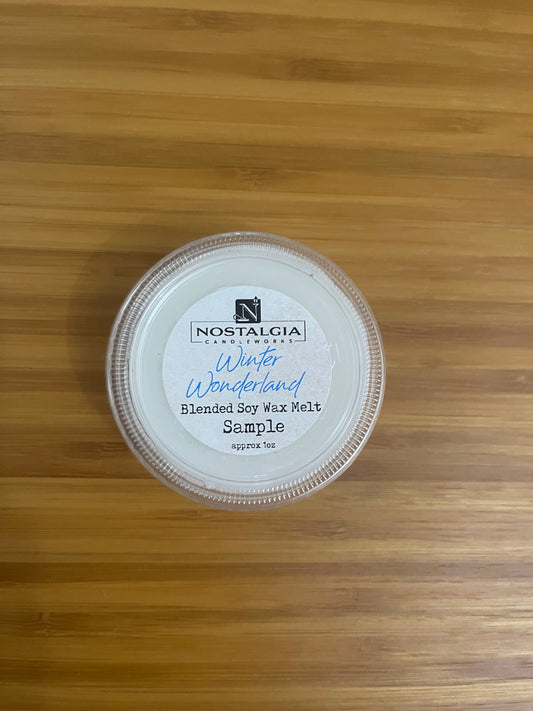 N
NOSTALGIA
CANDLEWORKS
Winter
Wonderland
Blended Soy Wax Melt
Sample
approx 1oz